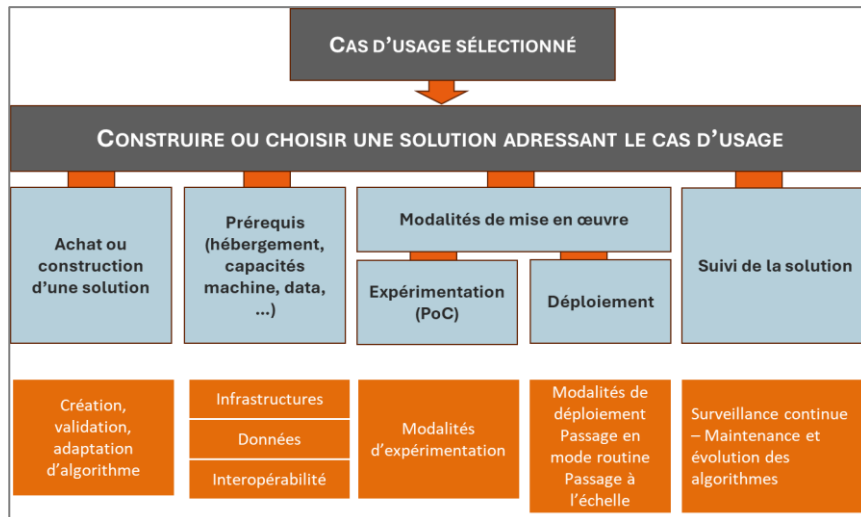 CAS D'USAGE SÉLECTIONNÉ
CONSTRUIRE OU CHOISIR UNE SOLUTION ADRESSANT LE CAS D'USAGE
Achat ou
construction
d'une solution
Prérequis
(hébergement,
capacités
machine, data,
...)
Modalités de mise en œuvre
Expérimentation
(PoC)
Déploiement
Suivi de la solution
Création,
validation,
adaptation
d'algorithme
Infrastructures
Données
Interopérabilité
Modalités
d'expérimentation
Modalités de
déploiement
Passage en
mode routine
Passage à
l'échelle
Surveillance continue
– Maintenance et
évolution des
algorithmes